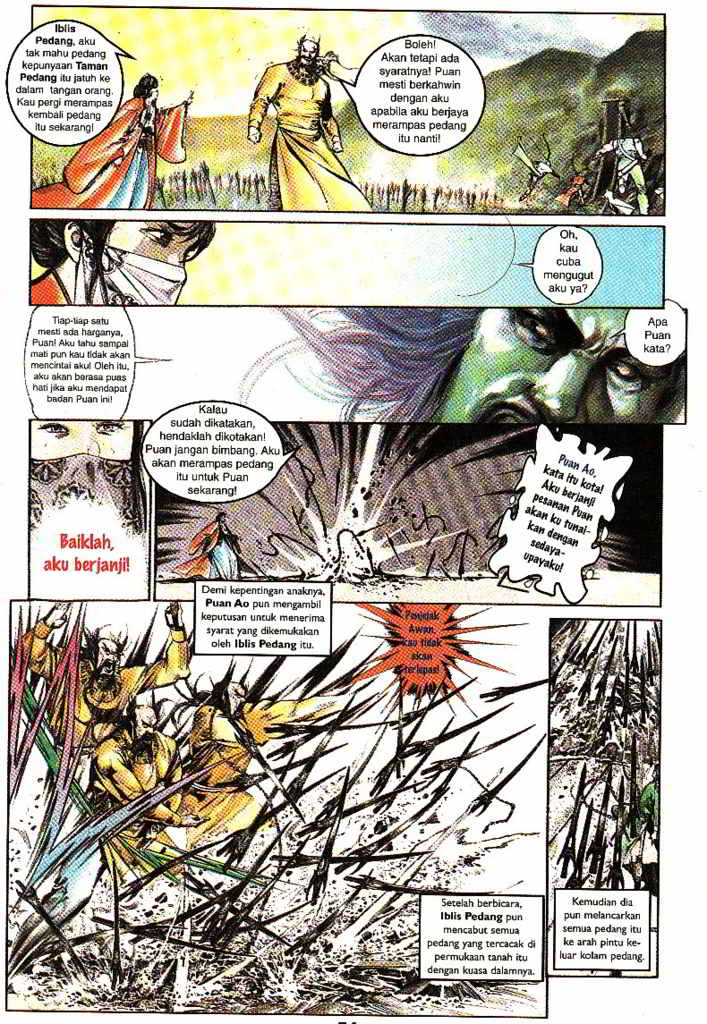 Iblis
Pedang, aku
tak mahu pedang
kepunyaan Taman
Pedang itu jatuh ke
dalam tangan orang.
Kau pergi merampas
kembali pedang
itu sekarang!
Boleh!
Akan tetapi ada
syaratnya! Puan
mesti berkahwin
dengan aku
apabila aku berjaya
merampas pedang
itu nanti!
Oh,
kau
cuba
mengugut
aku ya?
Tiap-tiap satu
mesti ada harganya,
Puan! Aku tahu sampai
mati pun kau tidak akan
mencintai aku! Oleh itu,
aku akan berasa puas
hati jika aku mendapat
badan Puan ini!
Apa
Puan
kata?
Baiklah,
aku berjanji!
Kalau
sudah dikatakan,
hendaklah dikotakan!
Puan jangan bimbang. Aku
akan merampas pedang
itu untuk Puan
sekarang!
Puan Ao,
kata itu kota!
Aku berjanji
pesanan Puan
akan ku tunai-
kan dengan
sedaya-
upayaku!
Demi kepentingan anaknya,
Puan Ao pun mengambil
keputusan untuk menerima
syarat yang dikemukakan
oleh Iblis Pedang itu.
Awan,
kau tidak
akan
terlepas!
Setelah berbicara,
Iblis Pedang pun
mencabut semua
pedang yang tercacak di
permukaan tanah itu
dengan kuasa dalamnya.
Kemudian dia
pun melancarkan
semua pedang itu
ke arah pintu ke-
luar kolam pedang.